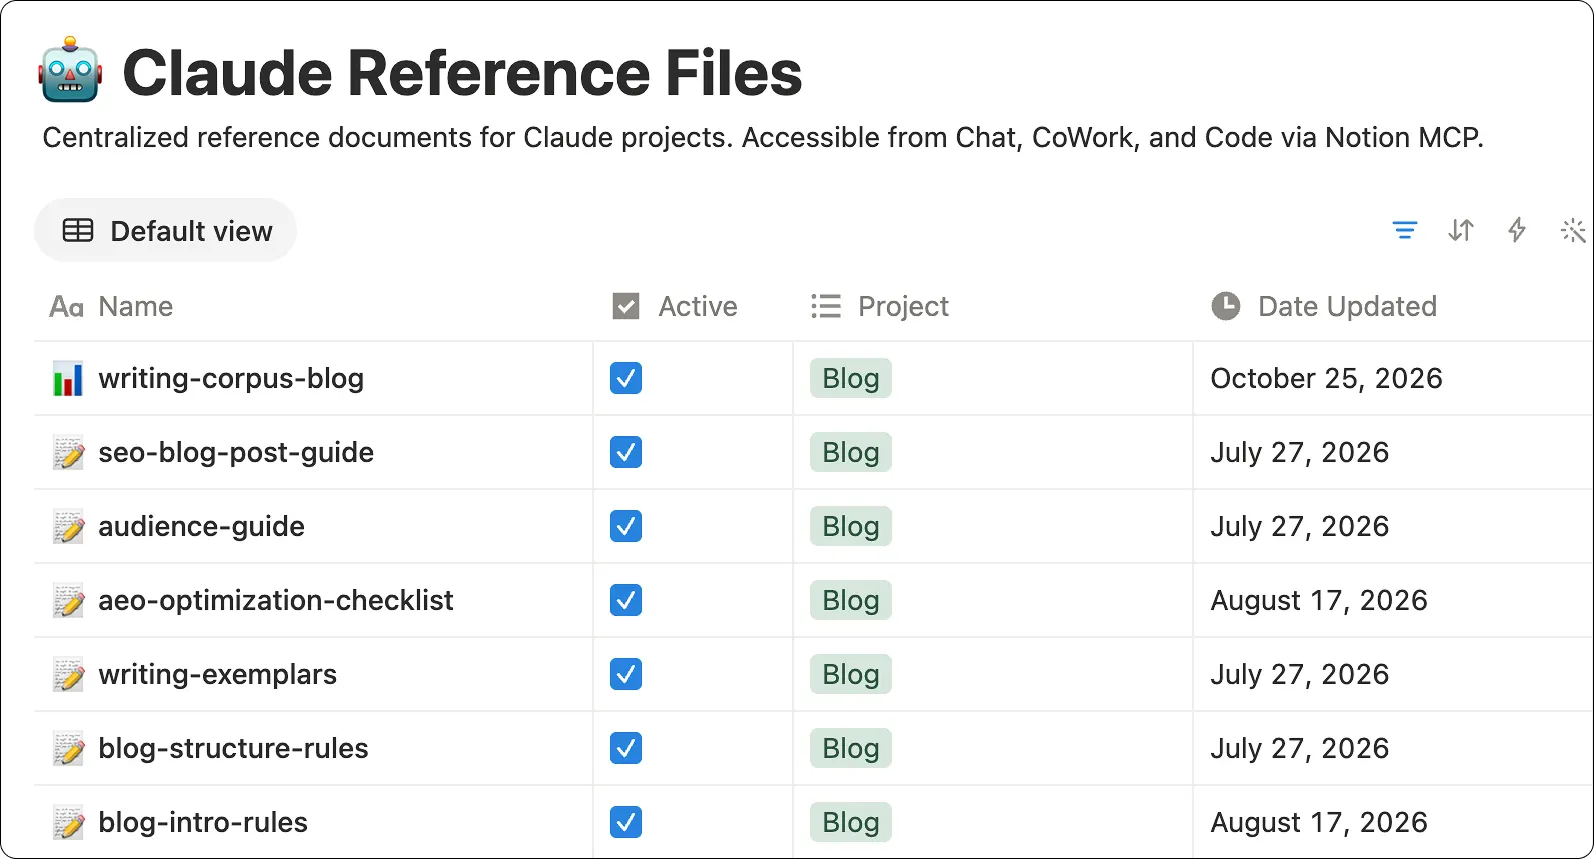 Claude Reference Files
Centralized reference documents for Claude projects. Accessible from Chat, CoWork, and Code via Notion MCP.
Default view
Aa Name Active Project Date Updated
writing-corpus-blog Blog October 25, 2026
seo-blog-post-guide Blog July 27, 2026
audience-guide Blog July 27, 2026
aeo-optimization-checklist Blog August 17, 2026
writing-exemplars Blog July 27, 2026
blog-structure-rules Blog July 27, 2026
blog-intro-rules Blog August 17, 2026